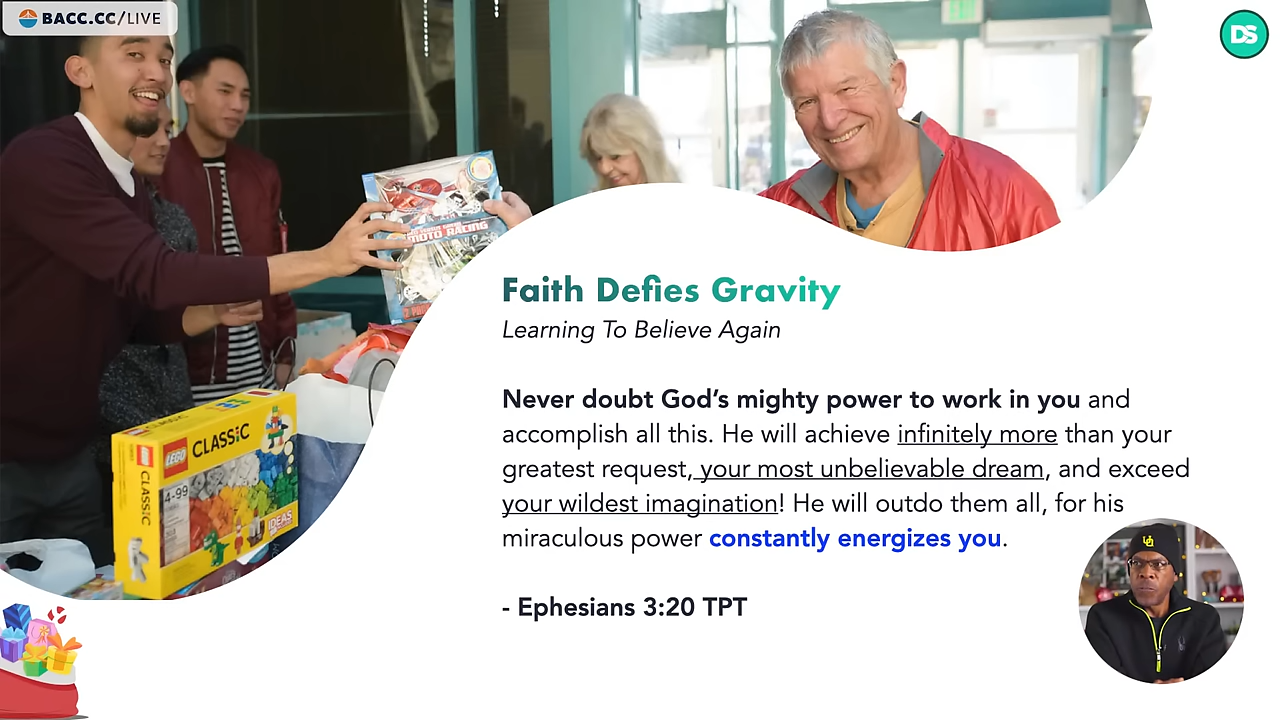 BACC.CC/LIVE
DS
MOTO RACING
LEGO CLASSIC
LEGO CLASSIC
4-99
IDEAS
Faith Defies Gravity
Learning To Believe Again
Never doubt God's mighty power to work in you and
accomplish all this. He will achieve infinitely more than your
greatest request, your most unbelievable dream, and exceed
your wildest imagination! He will outdo them all, for his
miraculous power constantly energizes you.
- Ephesians 3:20 TPT